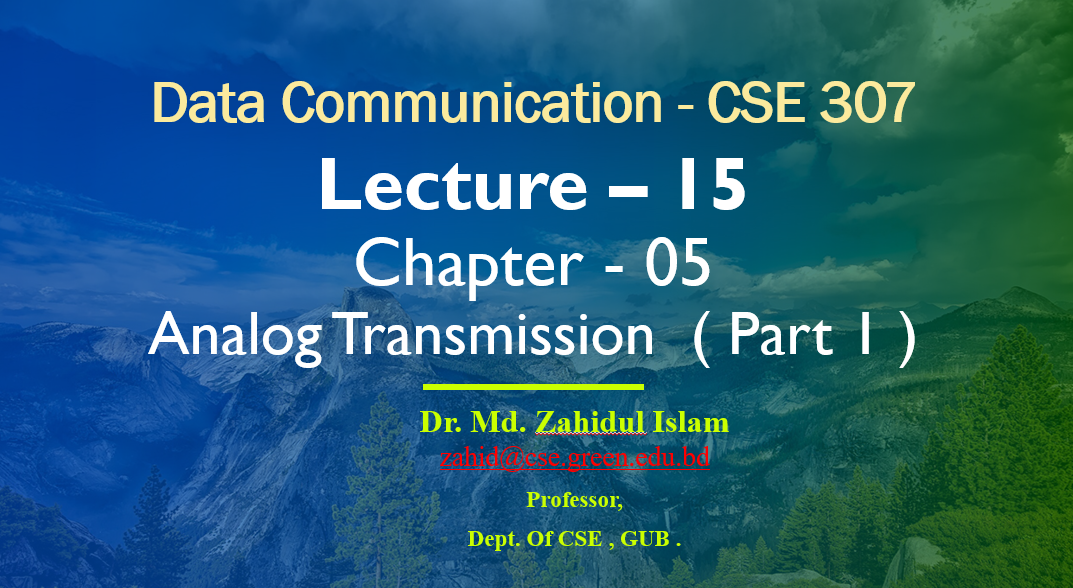 Data Communication - CSE 307
Lecture – 15
Chapter - 05
Analog Transmission ( Part 1 )
Dr. Md. Zahidul Islam
zahid@cse.green.edu.bd
Professor,
Dept. Of CSE , GUB .